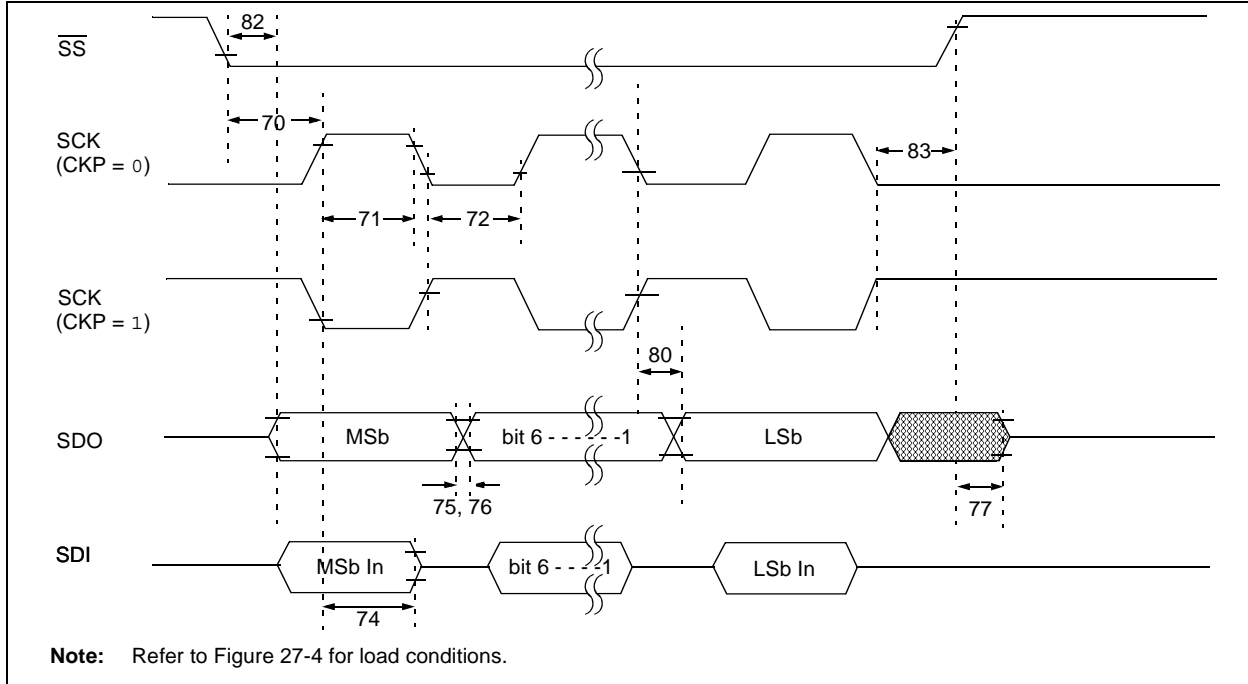 82
SS
70
SCK
(CKP = 0)
83
71
72
SCK
(CKP = 1)
80
SDO
MSb
bit 6 - - - - - -1
LSb
75, 76
77
SDI
MSb In
bit 6 - - - - 1
LSb In
74
Note: Refer to Figure 27-4 for load conditions.